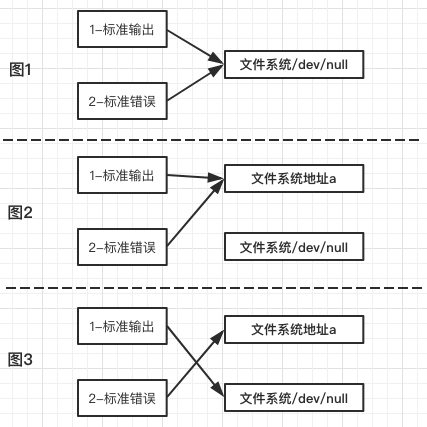 1-标准输出
图1
文件系统/dev/null
2-标准错误
1-标准输出
文件系统地址a
图2
2-标准错误
文件系统/dev/null
1-标准输出
文件系统地址a
图3
2-标准错误
文件系统/dev/null